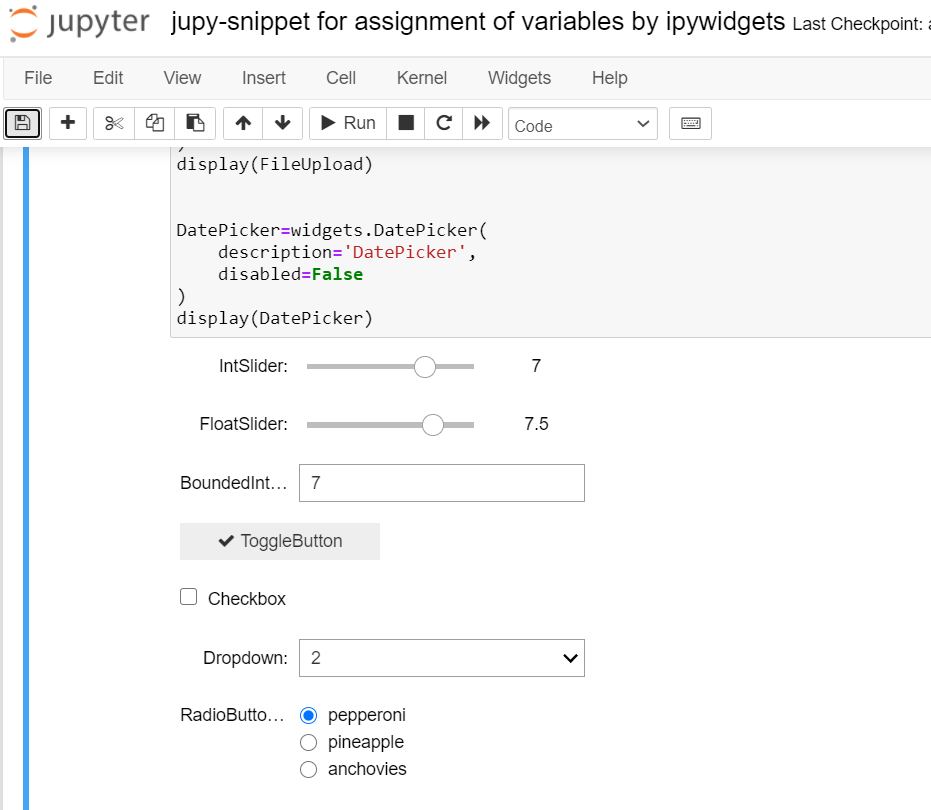 jupyter jupy-snippet for assignment of variables by ipywidgets Last Checkpoint:
File Edit View Insert Cell Kernel Widgets Help
Run Code
)
display(FileUpload)
DatePicker=widgets.DatePicker(
description='DatePicker',
disabled=False
)
display(DatePicker)
IntSlider: 7
FloatSlider: 7.5
BoundedInt… 7
ToggleButton
Checkbox
Dropdown: 2
RadioButto… pepperoni
pineapple
anchovies